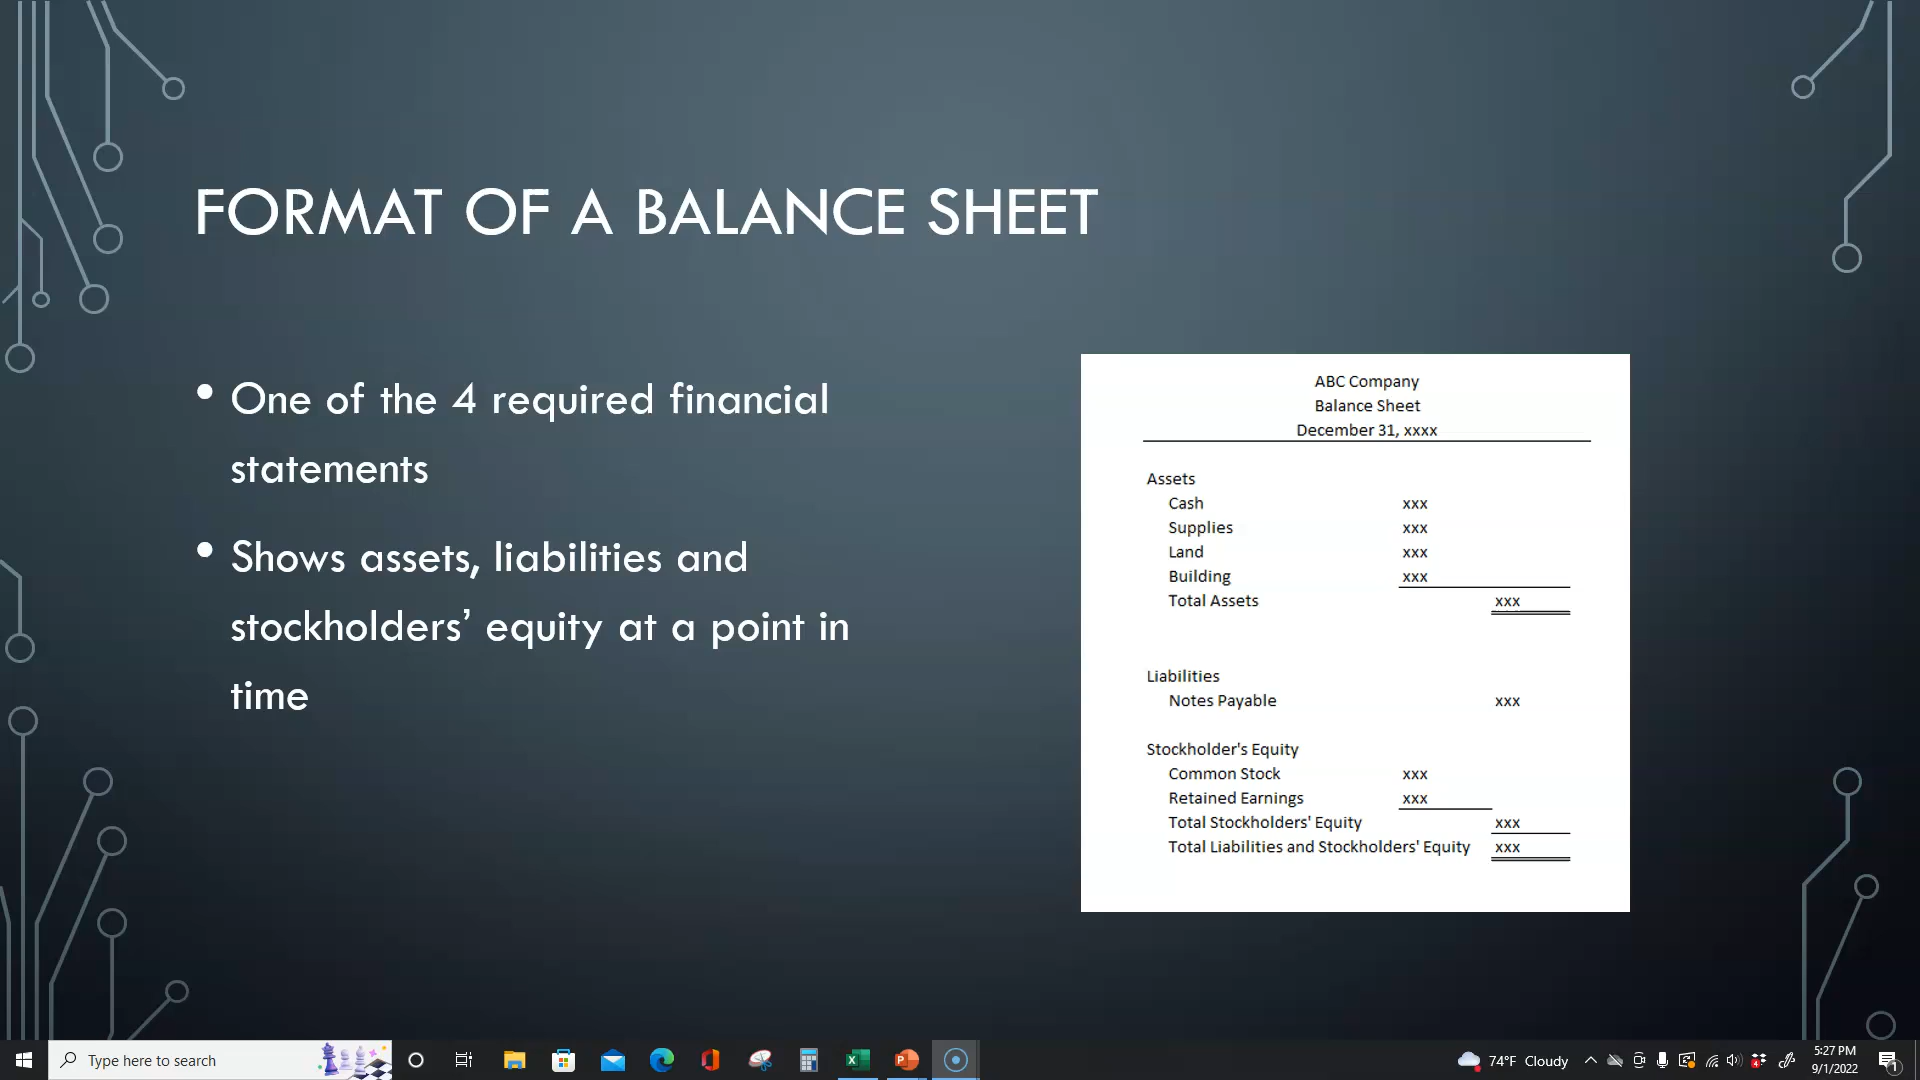 FORMAT OF A BALANCE SHEET
• One of the 4 required financial
statements
• Shows assets, liabilities and
stockholders’ equity at a point in
time
ABC Company
Balance Sheet
December 31, xxxx
Assets
Cash xxx
Supplies xxx
Land xxx
Building xxx
Total Assets xxx
Liabilities
Notes Payable xxx
Stockholder's Equity
Common Stock xxx
Retained Earnings xxx
Total Stockholders' Equity xxx
Total Liabilities and Stockholders' Equity xxx
Type here to search
74°F Cloudy
5:27 PM
9/1/2022
1